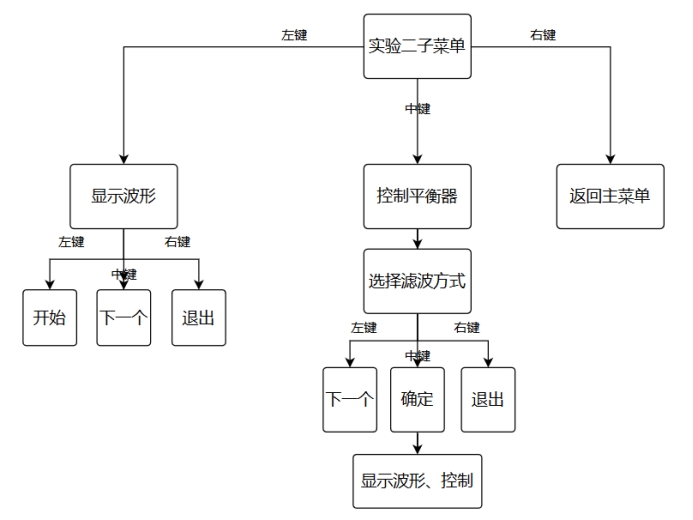 左键
实验二子菜单
右键
中键
显示波形
控制平衡器
返回主菜单
左键
右键
中键
选择滤波方式
开始
下一个
退出
左键
右键
中键
下一个
确定
退出
显示波形、控制